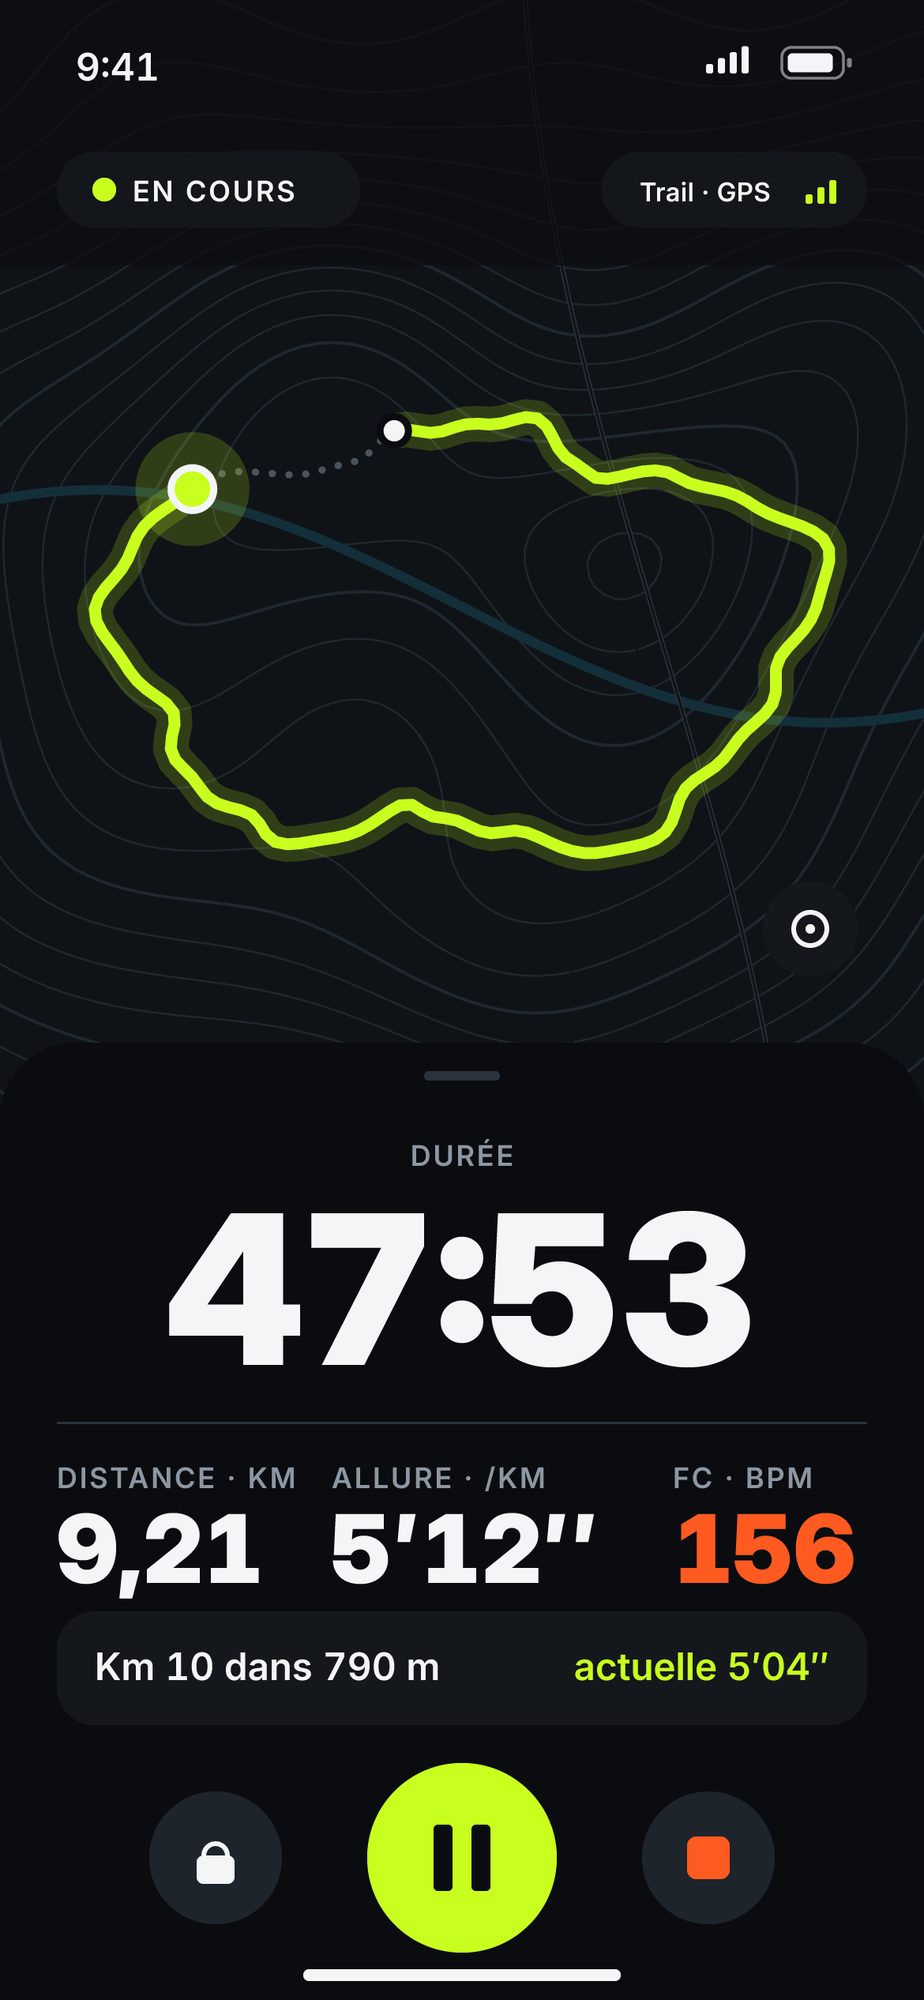 9:41
EN COURS
Trail · GPS
DURÉE
47:53
DISTANCE · KM
ALLURE · /KM
FC · BPM
9,21
5′12″
156
Km 10 dans 790 m
actuelle 5′04″